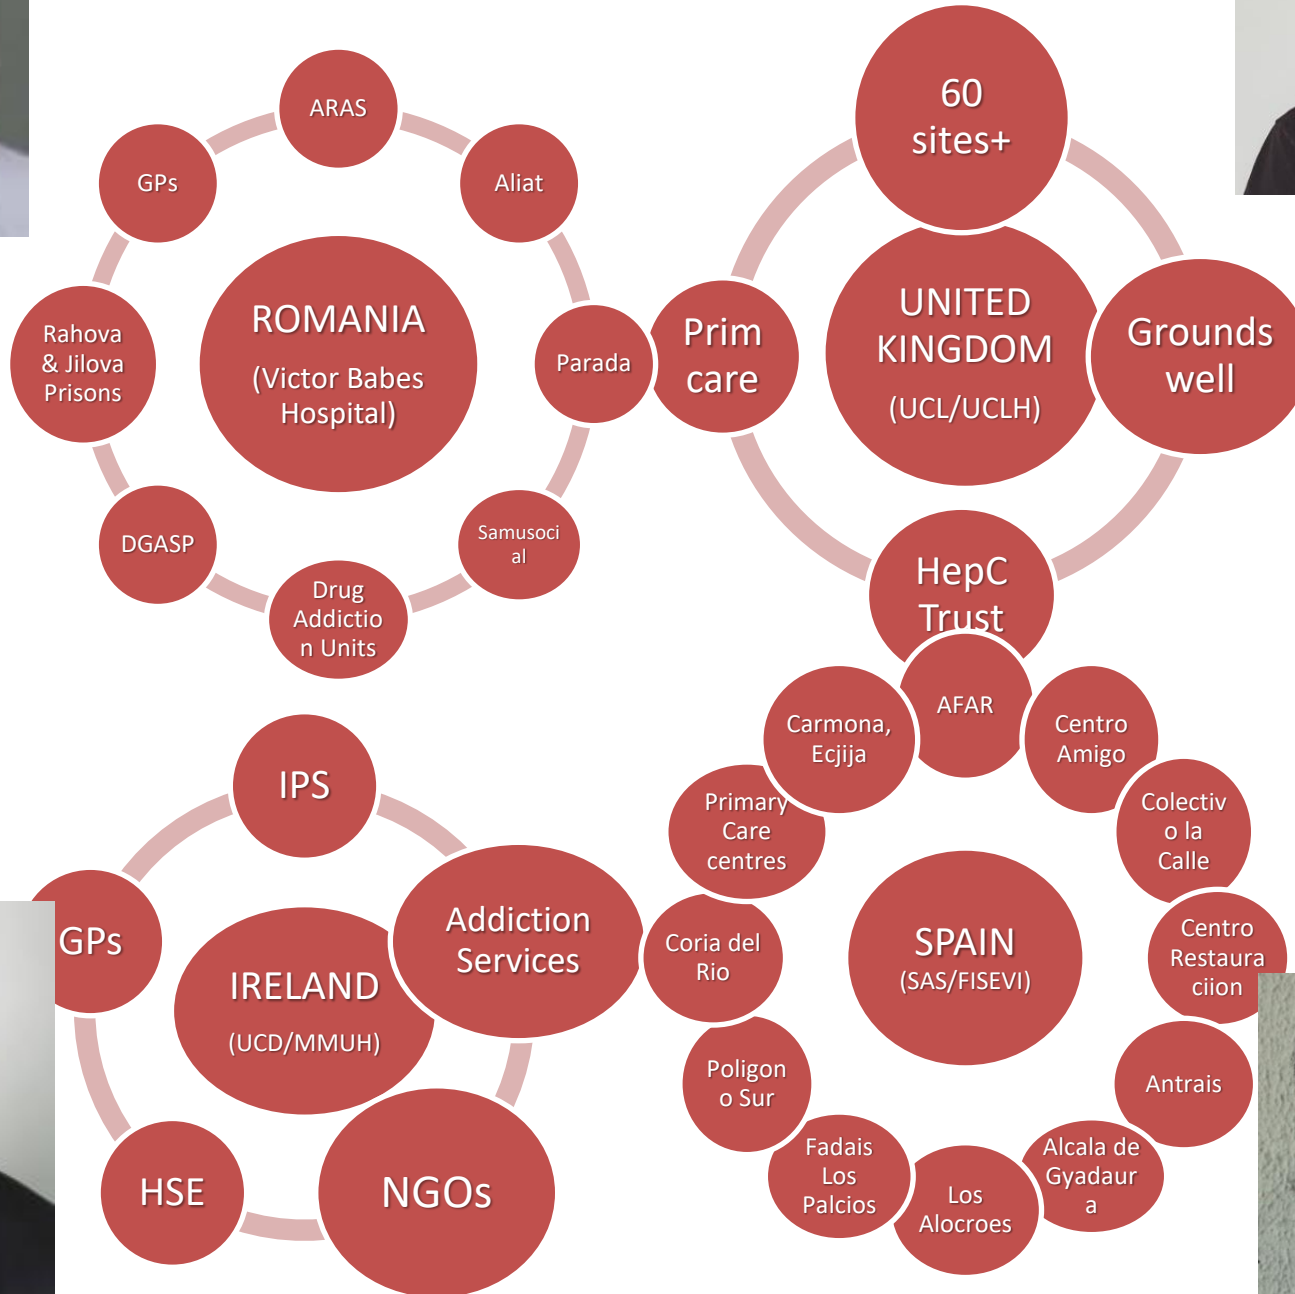 ARAS
Aliat
Parada
Samusoci
al
Drug
Addictio
n Units
DGASP
Rahova
& Jilova
Prisons
GPs
ROMANIA
(Victor Babes
Hospital)
60
sites+
Grounds
well
HepC
Trust
Prim
care
UNITED
KINGDOM
(UCL/UCLH)
IPS
Addiction
Services
NGOs
HSE
GPs
IRELAND
(UCD/MMUH)
AFAR
Centro
Amigo
Colectiv
o la
Calle
Centro
Restaura
ciion
Antrais
Alcala de
Gyadaur
a
Los
Alocroes
Fadais
Los
Palcios
Poligon
o Sur
Coria del
Rio
Primary
Care
centres
Carmona,
Ecjija
SPAIN
(SAS/FISEVI)